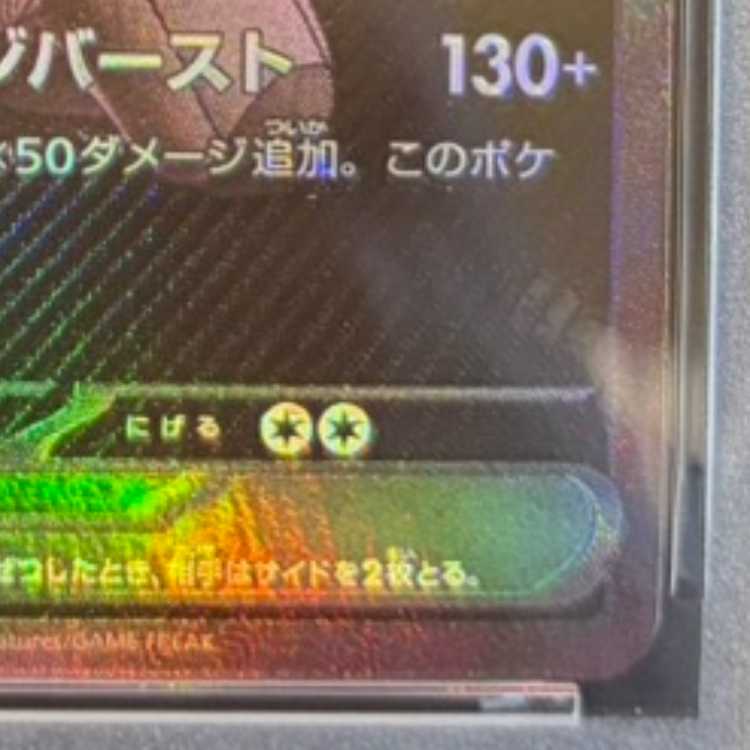 ジバースト 130+
×50ダメージ追加。このポケ
ついか
にげる
ぜつしたとき、相手はサイドを2枚とる。
atures/GAME FREAK